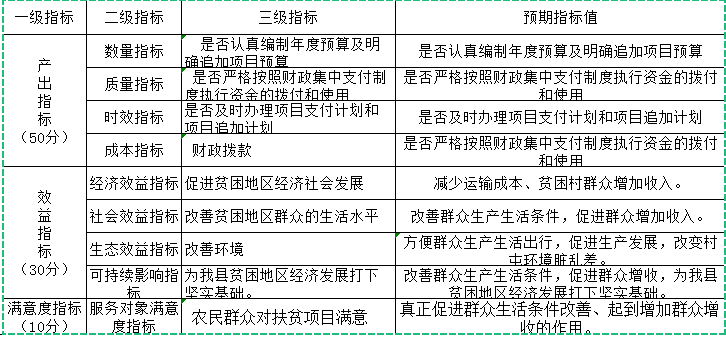 一级指标 二级指标 三级指标 预期指标值
产出指标（50分）
数量指标 是否认真编制年度预算及明确追加项目预算 是否认真编制年度预算及明确追加项目预算
质量指标 是否严格按照财政集中支付制度执行资金的拨付和使用 是否严格按照财政集中支付制度执行资金的拨付和使用
时效指标 是否及时办理项目支付计划和项目追加计划 是否及时办理项目支付计划和项目追加计划
成本指标 财政拨款 是否严格按照财政集中支付制度执行资金的拨付和使用
效益指标（30分）
经济效益指标 促进贫困地区经济社会发展 减少运输成本、贫困村群众增加收入。
社会效益指标 改善贫困地区群众的生活水平 改善群众生产生活条件，促进群众增加收入。
生态效益指标 改善环境 方便群众生产生活出行，促进生产发展，改变村中环境脏乱差。
可持续影响指标 为我县贫困地区经济发展打下坚实基础。 改善群众生产生活条件，促进群众增收，为我县贫困地区经济发展打下坚实基础。
满意度指标（10分） 服务对象满意度指标 农民群众对扶贫项目满意 真正促进群众生活条件改善、起到增加群众增收的作用。